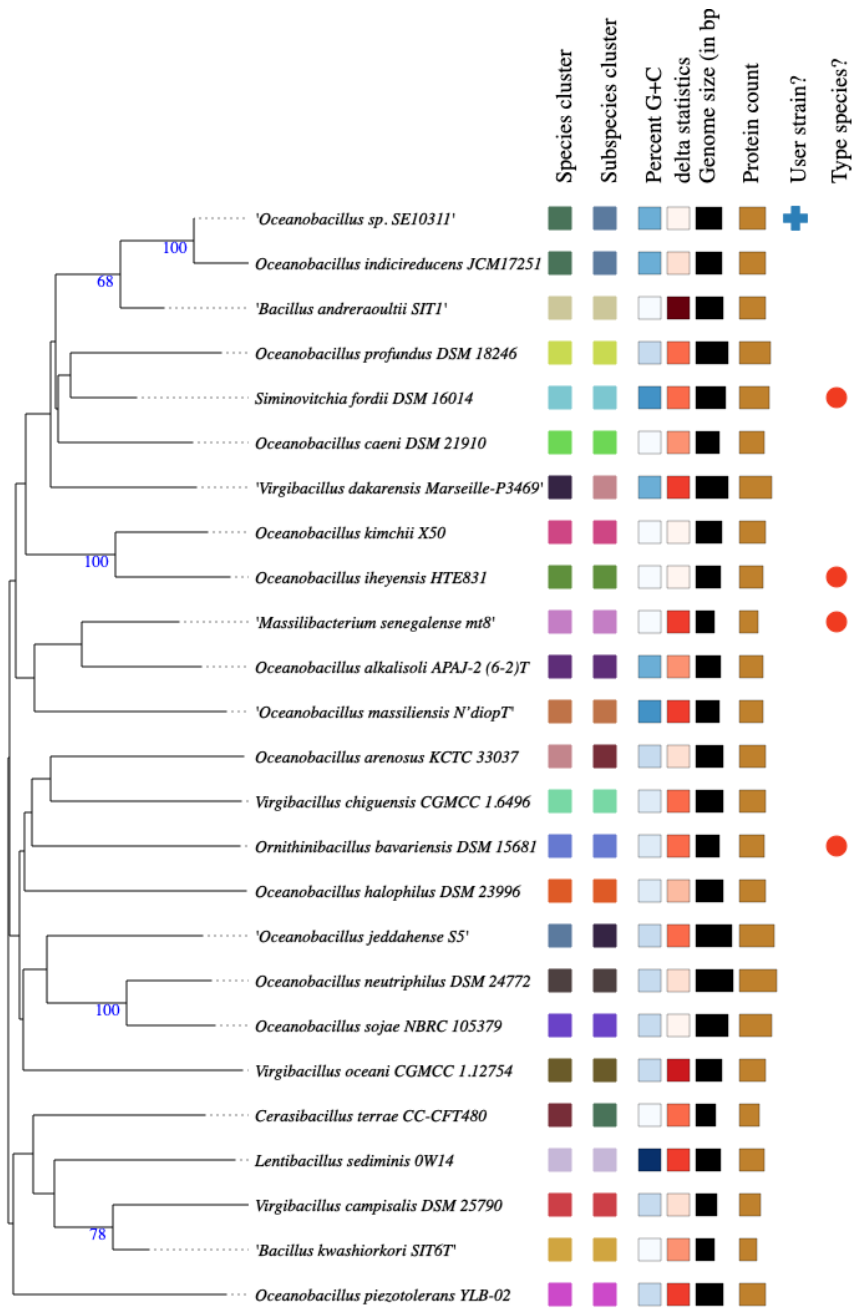 Species cluster
Subspecies cluster
Percent G+C
delta statistics
Genome size (in bp
Protein count
User strain?
Type species?
'Oceanobacillus sp. SE10311'
100
Oceanobacillus indicireducens JCM17251
68
'Bacillus andreraoultii SIT1'
Oceanobacillus profundus DSM 18246
Siminovitchia fordii DSM 16014
Oceanobacillus caeni DSM 21910
'Virgibacillus dakarensis Marseille-P3469'
Oceanobacillus kimchii X50
100
Oceanobacillus iheyensis HTE831
'Massilibacterium senegalense mt8'
Oceanobacillus alkalisoli APAJ-2 (6-2)T
'Oceanobacillus massiliensis N'diopT'
Oceanobacillus arenosus KCTC 33037
Virgibacillus chiguensis CGMCC 1.6496
Ornithinibacillus bavariensis DSM 15681
Oceanobacillus halophilus DSM 23996
'Oceanobacillus jeddahense S5'
Oceanobacillus neutriphilus DSM 24772
100
Oceanobacillus sojae NBRC 105379
Virgibacillus oceani CGMCC 1.12754
Cerasibacillus terrae CC-CFT480
Lentibacillus sediminis 0W14
Virgibacillus campisalis DSM 25790
78
'Bacillus kwashiorkori SIT6T'
Oceanobacillus piezotolerans YLB-02